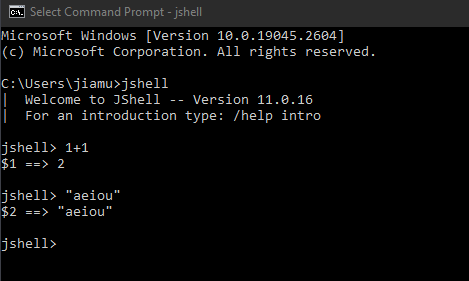 Select Command Prompt - jshell
Microsoft Windows [Version 10.0.19045.2604]
(c) Microsoft Corporation. All rights reserved.
C:\Users\jiamu>jshell
|  Welcome to JShell -- Version 11.0.16
|  For an introduction type: /help intro
jshell> 1+1
$1 ==> 2
jshell> "aeiou"
$2 ==> "aeiou"
jshell>